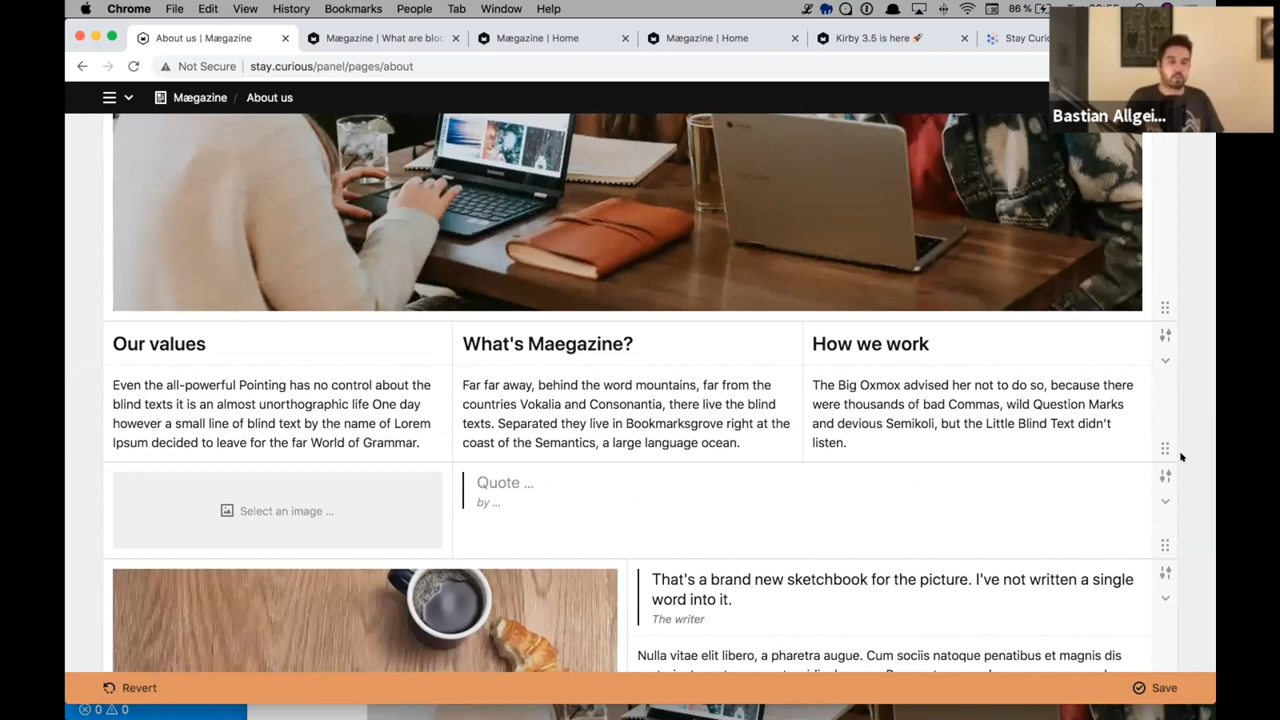 Chrome File Edit View History Bookmarks People Tab Window Help
86 %
About us | Mægazine
Mægazine | What are bloc
Mægazine | Home
Mægazine | Home
Kirby 3.5 is here 🚀
Stay Curi
Not Secure stay.curious/panel/pages/about
Bastian Allgei...
Mægazine / About us
Our values
Even the all-powerful Pointing has no control about the
blind texts it is an almost unorthographic life One day
however a small line of blind text by the name of Lorem
Ipsum decided to leave for the far World of Grammar.
What's Maegazine?
Far far away, behind the word mountains, far from the
countries Vokalia and Consonantia, there live the blind
texts. Separated they live in Bookmarksgrove right at the
coast of the Semantics, a large language ocean.
How we work
The Big Oxmox advised her not to do so, because there
were thousands of bad Commas, wild Question Marks
and devious Semikoli, but the Little Blind Text didn't
listen.
Select an image ...
Quote ...
by ...
That's a brand new sketchbook for the picture. I've not written a single
word into it.
The writer
Nulla vitae elit libero, a pharetra augue. Cum sociis natoque penatibus et magnis dis
Revert
Save
0 0